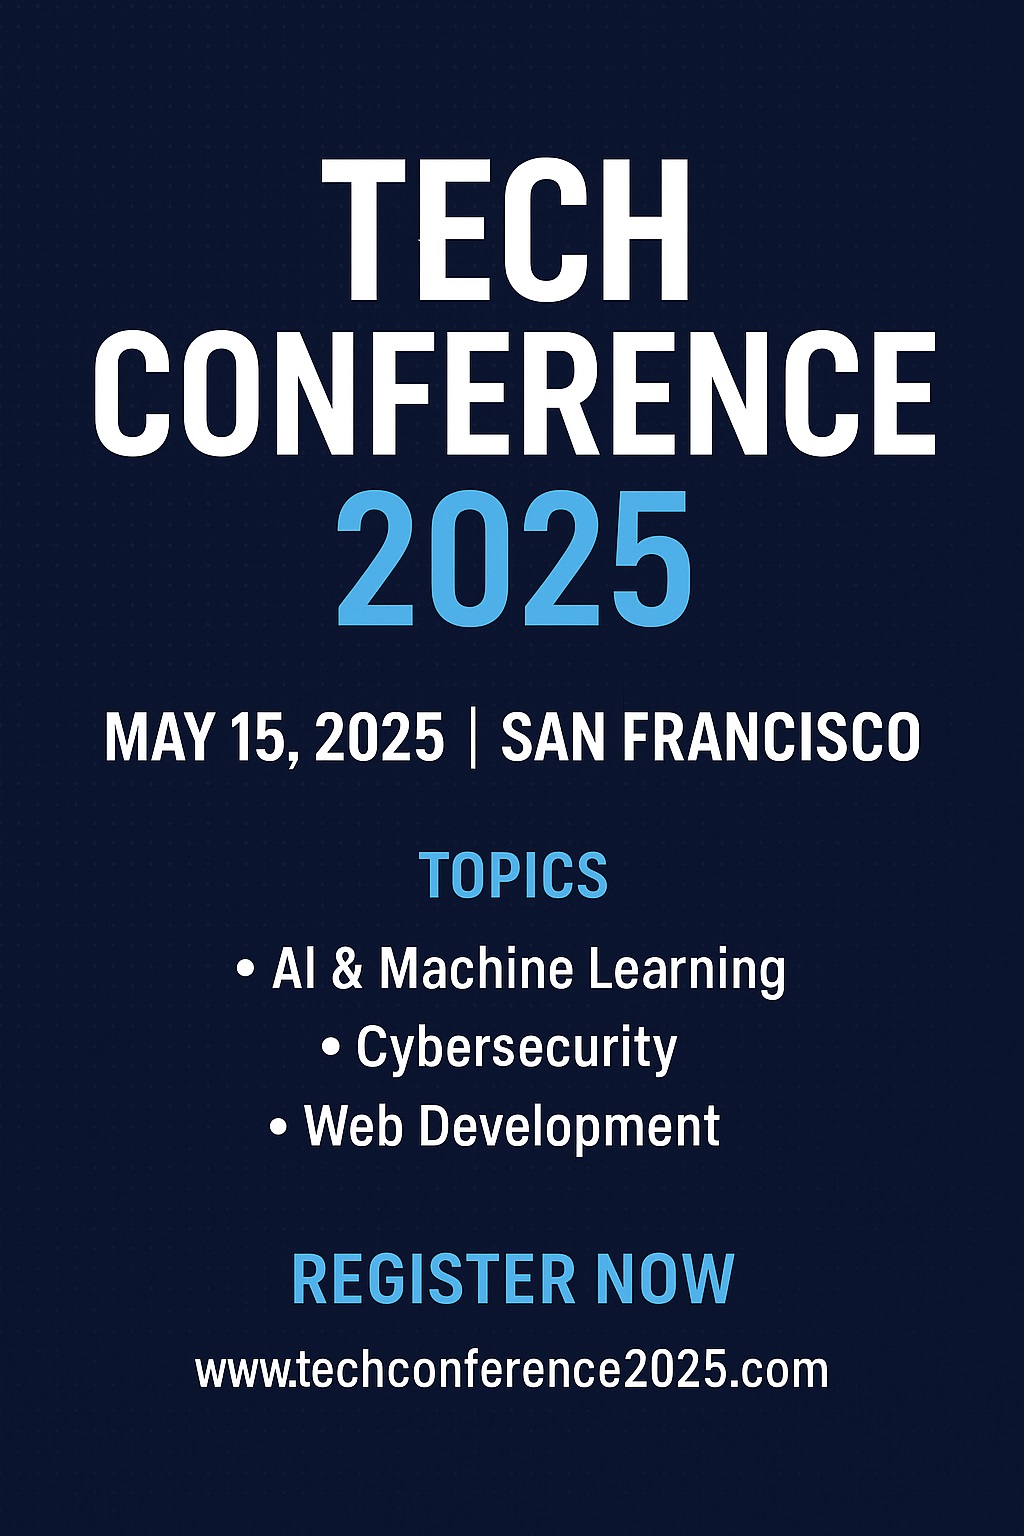 TECH
CONFERENCE
2025
MAY 15, 2025 | SAN FRANCISCO
TOPICS
• AI & Machine Learning
• Cybersecurity
• Web Development
REGISTER NOW
www.techconference2025.com